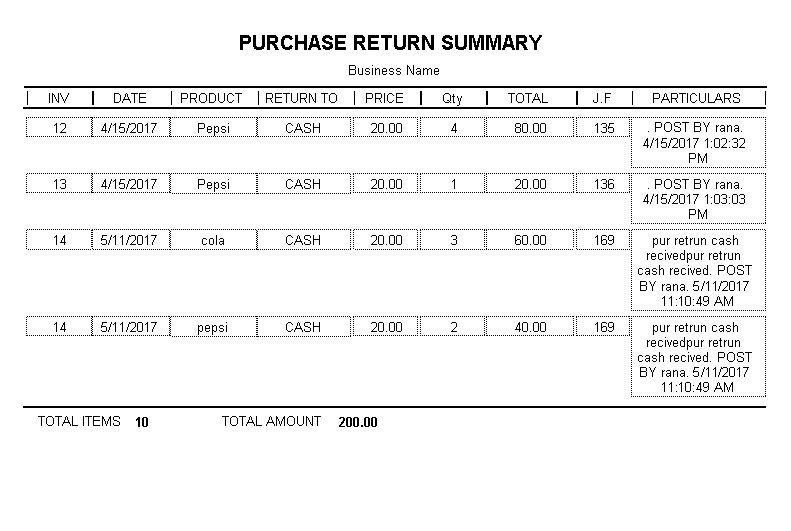 PURCHASE RETURN SUMMARY
Business Name
INV DATE PRODUCT RETURN TO PRICE Qty TOTAL J.F PARTICULARS
12 4/15/2017 Pepsi CASH 20.00 4 80.00 135 . POST BY rana.
4/15/2017 1:02:32
PM
13 4/15/2017 Pepsi CASH 20.00 1 20.00 136 . POST BY rana.
4/15/2017 1:03:03
PM
14 5/11/2017 cola CASH 20.00 3 60.00 169 pur retrun cash
recivedpur retrun
cash recived. POST
BY rana. 5/11/2017
11:10:49 AM
14 5/11/2017 pepsi CASH 20.00 2 40.00 169 pur retrun cash
recivedpur retrun
cash recived. POST
BY rana. 5/11/2017
11:10:49 AM
TOTAL ITEMS 10 TOTAL AMOUNT 200.00